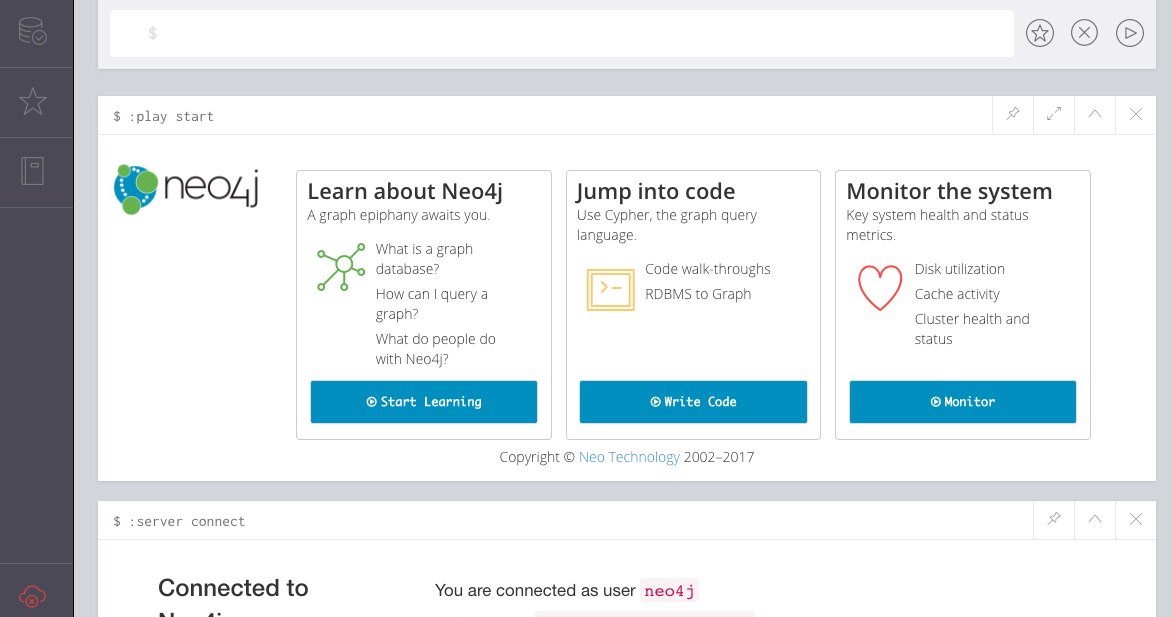 $
$ :play start
neo4j
Learn about Neo4j
A graph epiphany awaits you.
What is a graph
database?
How can I query a
graph?
What do people do
with Neo4j?
Start Learning
Jump into code
Use Cypher, the graph query
language.
Code walk-throughs
RDBMS to Graph
Write Code
Monitor the system
Key system health and status
metrics.
Disk utilization
Cache activity
Cluster health and
status
Monitor
Copyright © Neo Technology 2002–2017
$ :server connect
Connected to
Neo4j
You are connected as user neo4j